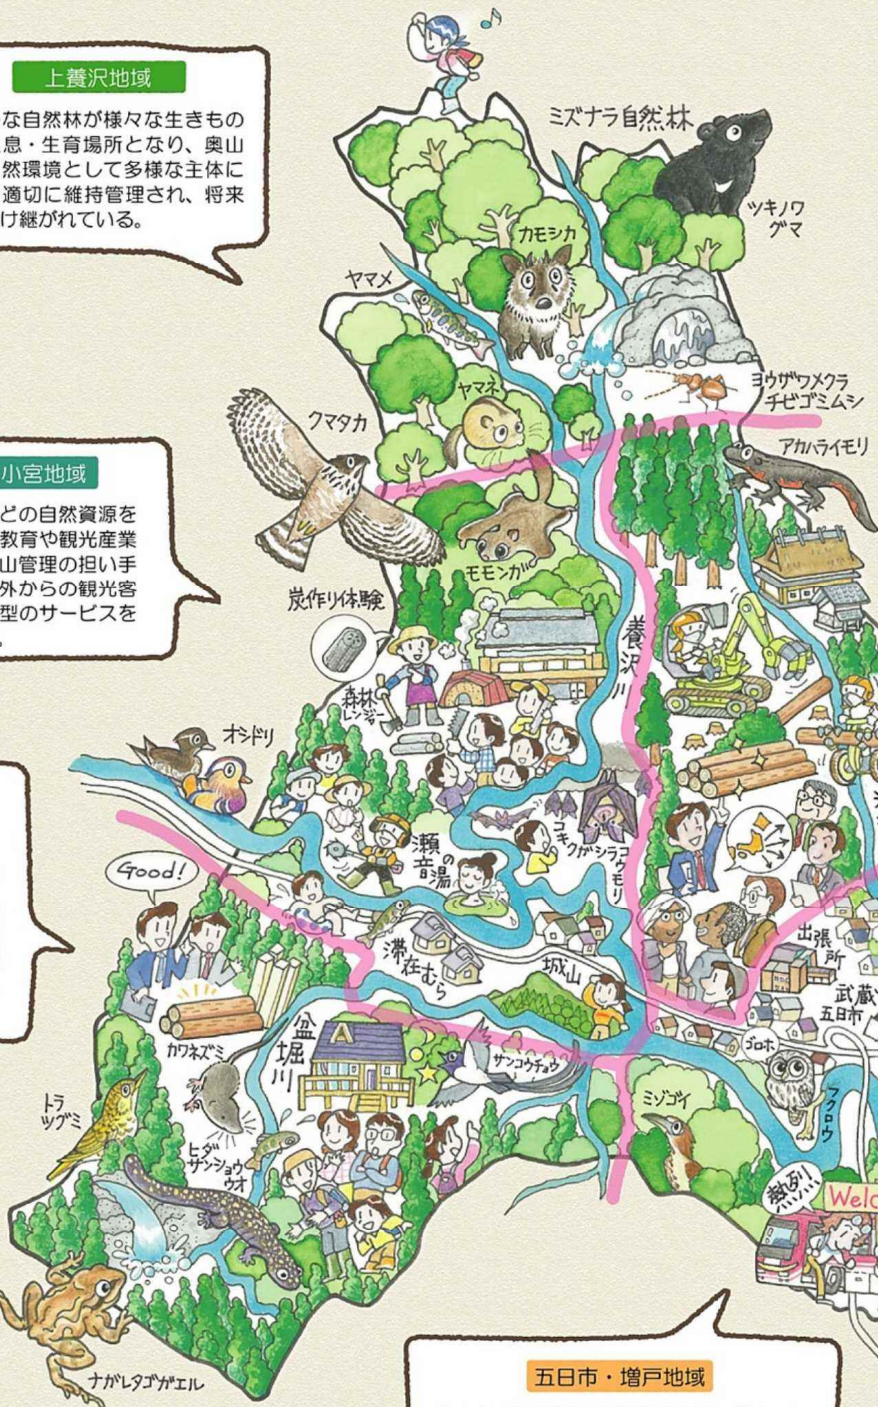 上養沢地域
な自然林が様々な生きもの
息・生育場所となり、奥山
然環境として多様な主体に
適切に維持管理され、将来
け継がれている。
ミズナラ自然林
ツキノワ
グマ
カモシカ
ヤマメ
ヤマネ
クマタカ
ヨウザワメクラ
チビゴミムシ
アカハライモリ
小宮地域
どの自然資源を
教育や観光産業
山管理の担い手
外からの観光客
型のサービスを
。
モモンガ
炭作り体験
養沢川
森林
レンジャー
オシドリ
瀬音の湯
コキクガシラコウモリ
Good!
滞在むら
城山
出張所
武蔵
五日市
盆堀川
カワネズミ
サンコウチョウ
ゴロホ
フクロウ
トラ
ツグミ
ミゾゴイ
ヒダ
サンショウ
ウオ
熱烈!
Welc
ナガレタゴガエル
五日市・増戸地域